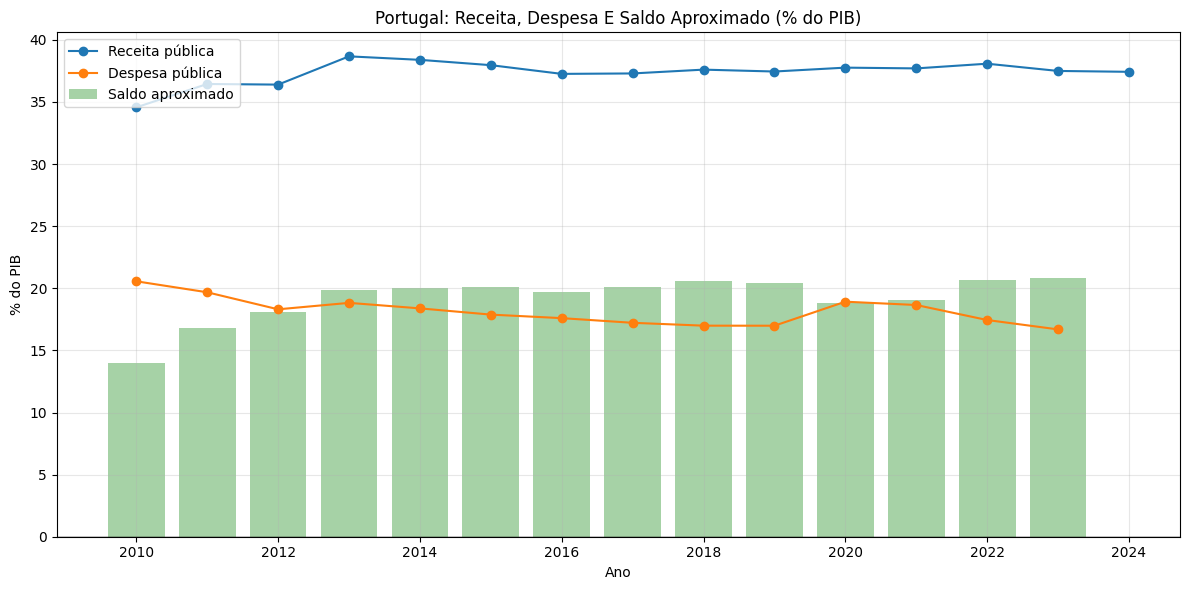 Portugal: Receita, Despesa E Saldo Aproximado (% do PIB)
Receita pública
Despesa pública
Saldo aproximado
% do PIB
40
35
30
25
20
15
10
5
0
2010
2012
2014
2016
2018
2020
2022
2024
Ano